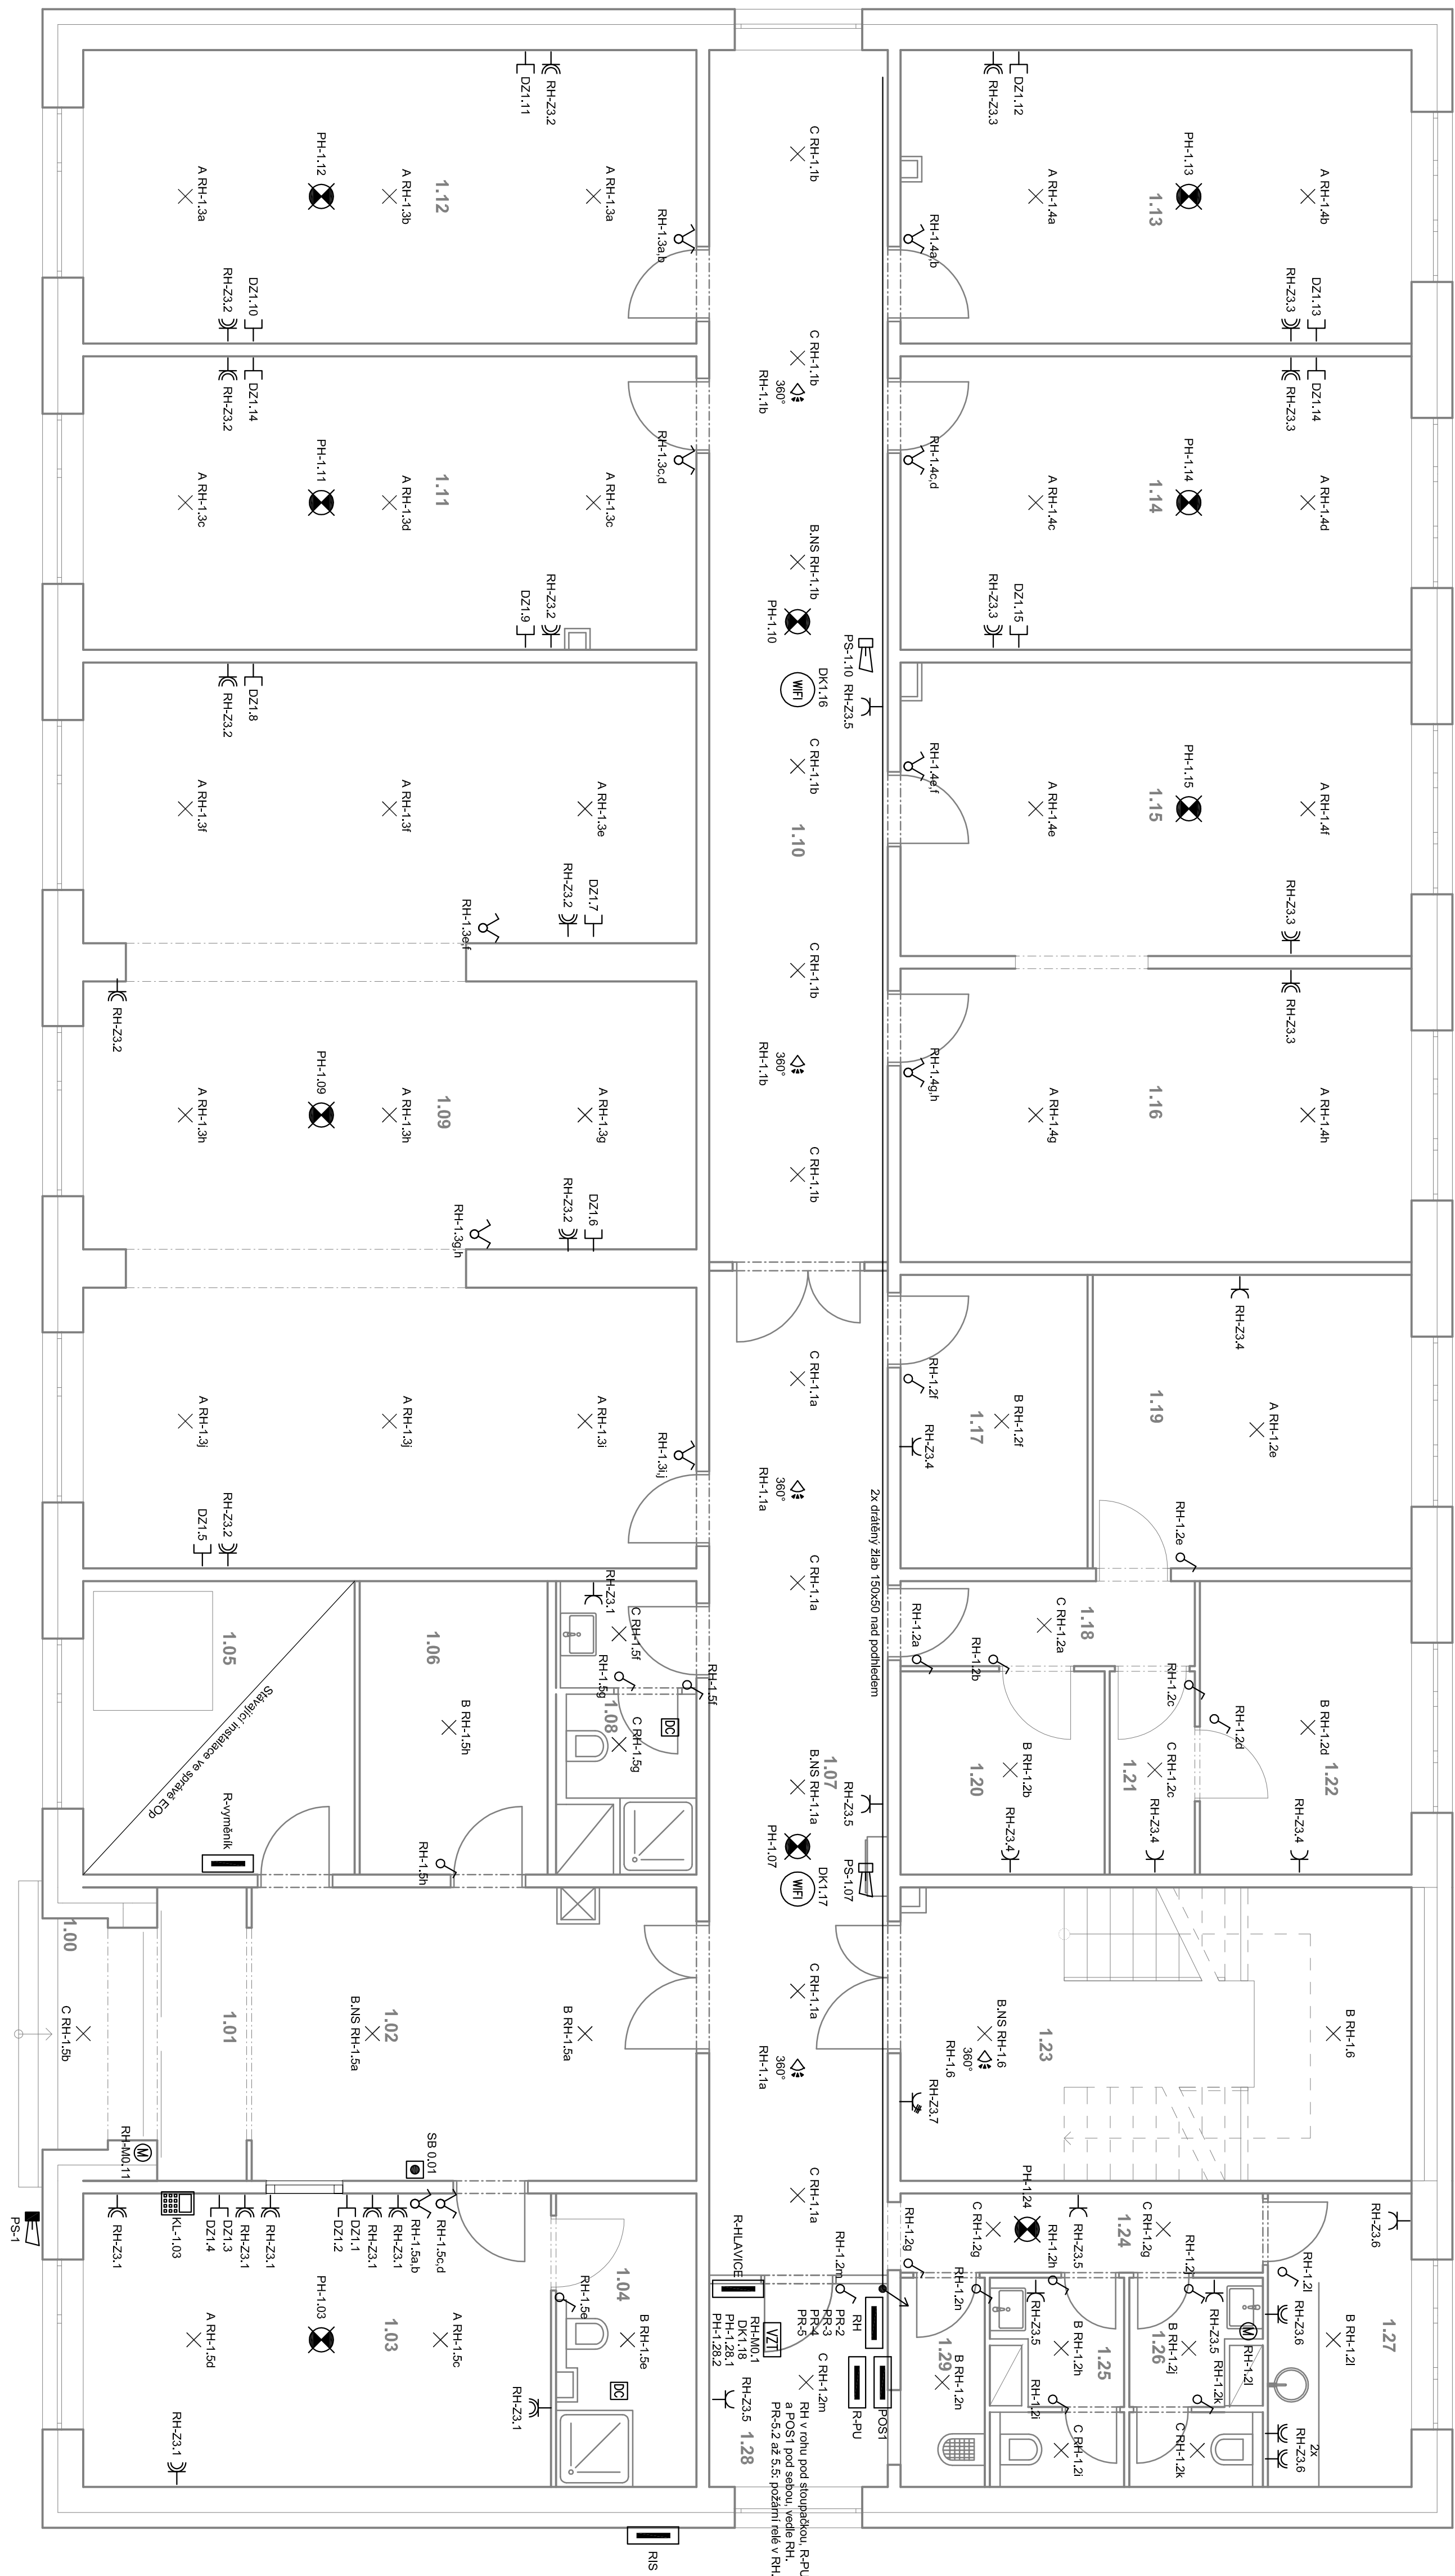 DZ1.11
RH-Z3.2
PH-1.12
A RH-1.3a
A RH-1.3b
1.12
A RH-1.3a
RH-1.3a,b
RH-Z3.2
DZ1.10
C RH-1.1b
RH-Z3.3
DZ1.12
PH-1.13
1.13
A RH-1.4a
A RH-1.4b
RH-1.4a,b
RH-Z3.3
DZ1.13
RH-Z3.2
DZ1.14
PH-1.11
A RH-1.3c
A RH-1.3d
1.11
A RH-1.3c
RH-1.3c,d
DZ1.9
RH-Z3.2
C RH-1.1b
360°
RH-1.1b
B.NS RH-1.1b
PH-1.10
RH-1.4c,d
RH-Z3.3
DZ1.14
PH-1.14
1.14
A RH-1.4c
A RH-1.4d
RH-Z3.3
DZ1.15
RH-Z3.2
DZ1.8
A RH-1.3f
A RH-1.3f
A RH-1.3e
RH-Z3.2
DZ1.7
RH-1.3e,f
WIFI
DK1.16
PS-1.10
RH-Z3.5
C RH-1.1b
1.10
RH-1.4e,f
PH-1.15
1.15
A RH-1.4e
A RH-1.4f
RH-Z3.3
RH-Z3.2
PH-1.09
1.09
A RH-1.3h
A RH-1.3h
A RH-1.3g
RH-Z3.2
DZ1.6
RH-1.3g,h
C RH-1.1b
360°
RH-1.1b
C RH-1.1b
RH-1.4g,h
RH-Z3.3
1.16
A RH-1.4g
A RH-1.4h
A RH-1.3j
A RH-1.3j
A RH-1.3i
RH-1.3i,j
DZ1.5
RH-Z3.2
C RH-1.1a
360°
RH-1.1a
C RH-1.1a
2x drátěný žlab 150x50 nad podhledem
RH-1.2f
B RH-1.2f
1.17
RH-Z3.4
RH-Z3.4
1.19
A RH-1.2e
RH-1.2e
1.05
Stávající instalace ve správě EOP
R-vyměník
1.06
B RH-1.5h
RH-1.5h
RH-Z3.1
C RH-1.5f
RH-1.5g
RH-1.5f
1.08
C RH-1.5g
DC
B.NS RH-1.1a
1.07
PH-1.07
WIFI
DK1.17
RH-Z3.5
PS-1.07
RH-1.2a
RH-1.2b
C RH-1.2a
1.18
RH-1.2c
RH-1.2d
B RH-1.2d
1.20
B RH-1.2b
1.21
C RH-1.2c
1.22
RH-Z3.4
RH-Z3.4
RH-Z3.4
1.00
C RH-1.5b
1.01
RH-M0.11
M
B.NS RH-1.5a
1.02
B RH-1.5a
SB 0.01
C RH-1.1a
360°
RH-1.1a
C RH-1.1a
B.NS RH-1.6
360°
RH-1.6
1.23
B RH-1.6
RH-Z3.7
PS-1
RH-Z3.1
KL-1.03
DZ1.4
DZ1.3
RH-Z3.1
RH-Z3.1
DZ1.2
DZ1.1
RH-Z3.1
RH-Z3.1
RH-1.5a,b
RH-1.5c,d
PH-1.03
1.03
A RH-1.5d
A RH-1.5c
RH-Z3.1
RH-Z3.1
RH-1.5e
1.04
B RH-1.5e
DC
R-HLAVICE
RH-M0.1
DK1.18
PH-1.28.1
PH-1.28.2
VZT
RH-1.2m
RH
PR-2
PR-3
PR-4
PR-5
C RH-1.2m
RH-Z3.5
1.28
R-PU
POS1
RH v rohu pod stoupačkou, R-PU
a POS1 pod sebou, vedle RH.
PR-5.2 až 5.5: požární relé v RH.
RIS
RH-1.2g
C RH-1.2g
PH-1.24
RH-1.2h
RH-Z3.5
1.24
C RH-1.2g
RH-1.2j
RH-1.2n
RH-Z3.5
B RH-1.2h
1.25
RH-1.2i
C RH-1.2i
1.29
B RH-1.2n
1.26
B RH-1.2j
RH-Z3.5
RH-1.2k
C RH-1.2k
M
RH-1.2l
RH-1.2l
RH-Z3.6
RH-Z3.6
B RH-1.2l
1.27
2x
RH-Z3.6